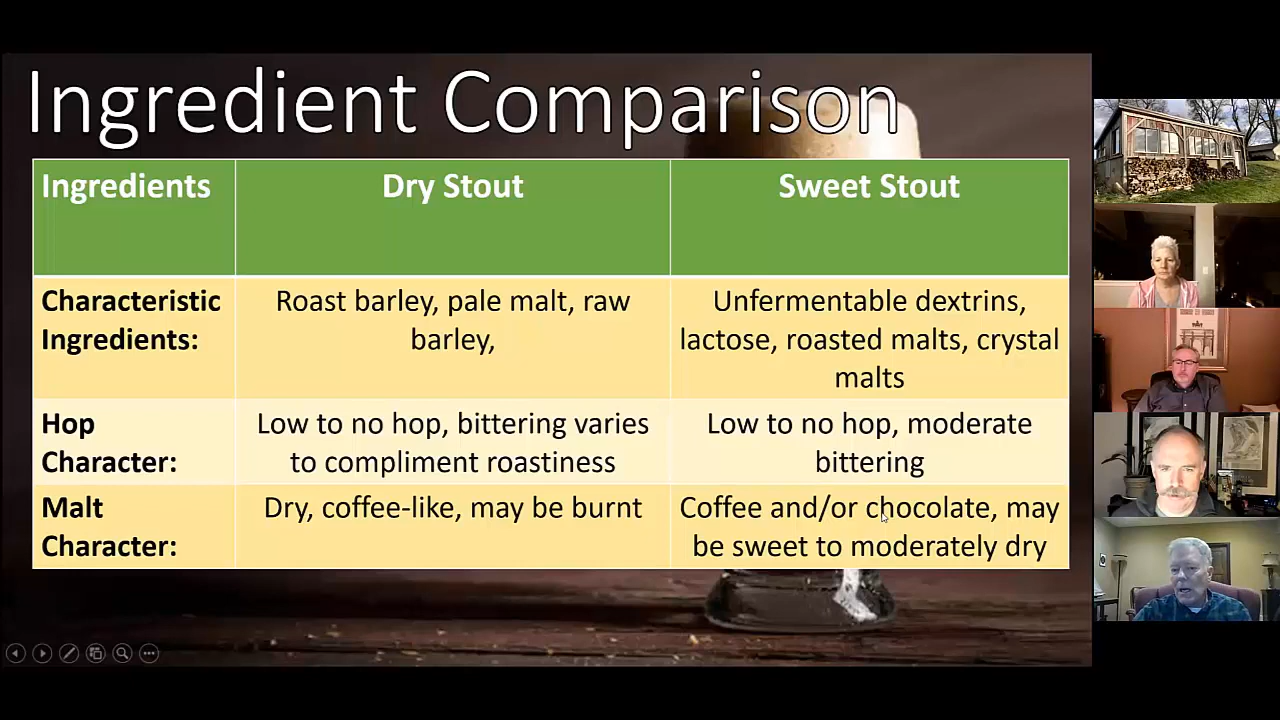 Ingredient Comparison
Ingredients Dry Stout Sweet Stout
Characteristic
Ingredients:
Roast barley, pale malt, raw
barley,
Unfermentable dextrins,
lactose, roasted malts, crystal
malts
Hop
Character:
Low to no hop, bittering varies
to compliment roastiness
Low to no hop, moderate
bittering
Malt
Character:
Dry, coffee-like, may be burnt
Coffee and/or chocolate, may
be sweet to moderately dry